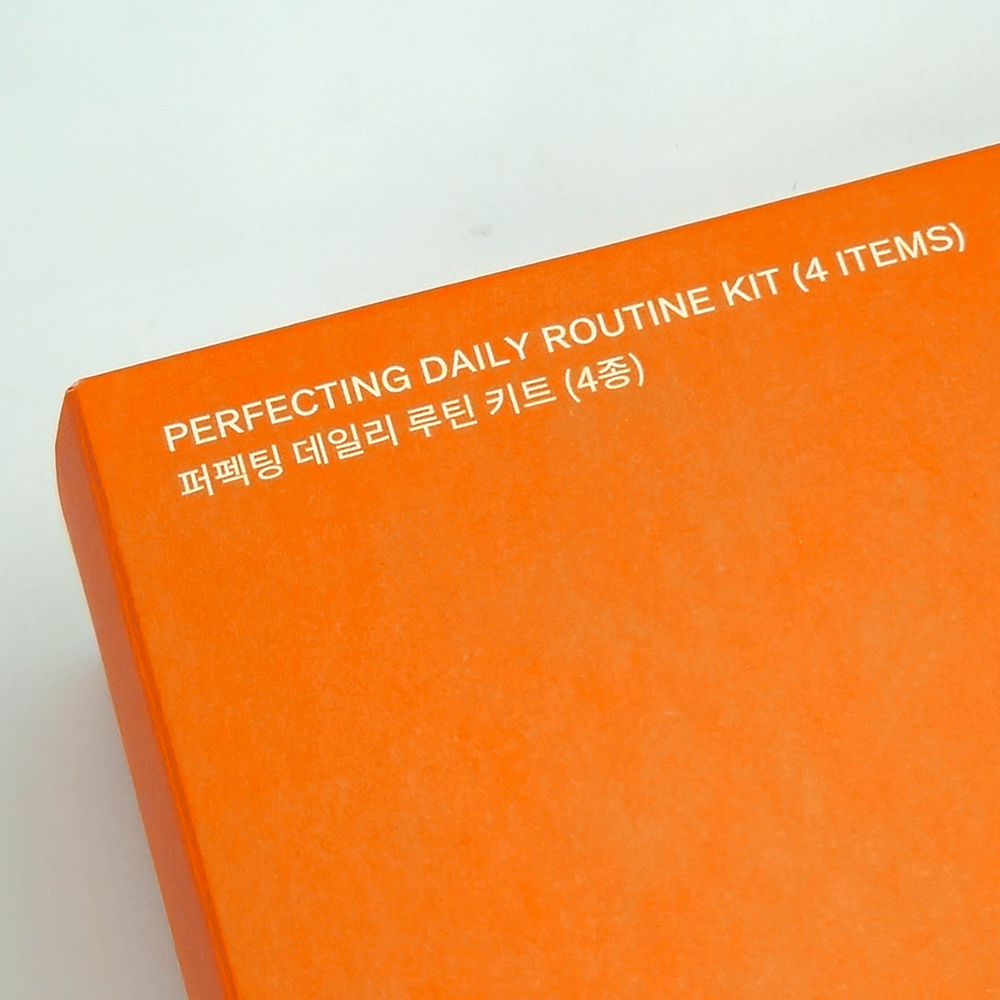 PERFECTING DAILY ROUTINE KIT (4 ITEMS)
퍼펙팅 데일리 루틴 키트 (4종)